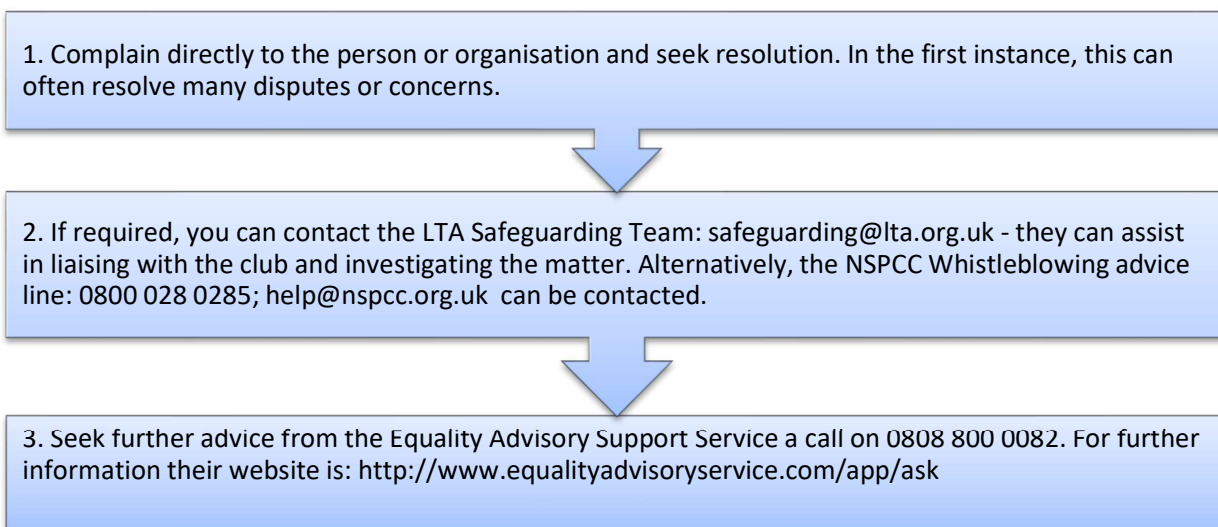 1. Complain directly to the person or organisation and seek resolution. In the first instance, this can
often resolve many disputes or concerns.
2. If required, you can contact the LTA Safeguarding Team: safeguarding@lta.org.uk - they can assist
in liaising with the club and investigating the matter. Alternatively, the NSPCC Whistleblowing advice
line: 0800 028 0285; help@nspcc.org.uk can be contacted.
3. Seek further advice from the Equality Advisory Support Service a call on 0808 800 0082. For further
information their website is: http://www.equalityadvisoryservice.com/app/ask